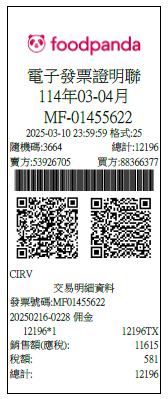 foodpanda
電子發票證明聯
114年03-04月
MF-01455622
2025-03-10 23:59:59 格式:25
隨機碼:3664 總計:12196
賣方:53926705 買方:88366377
CIRV
交易明細資料
發票號碼:MF01455622
20250216-0228 佣金
12196*1 12196TX
銷售額(應稅): 11615
稅額: 581
總計: 12196